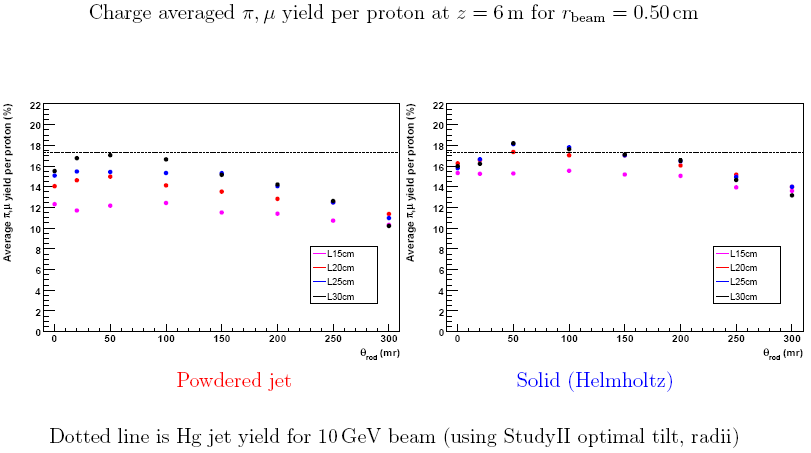 Charge averaged π, μ yield per proton at z = 6 m for r_beam = 0.50 cm
Average π,μ yield per proton (%)
22
20
18
16
14
12
10
8
6
4
2
0
0 50 100 150 200 250 300
θ_rod (mr)
L15cm
L20cm
L25cm
L30cm
Powdered jet
Average π,μ yield per proton (%)
22
20
18
16
14
12
10
8
6
4
2
0
0 50 100 150 200 250 300
θ_rod (mr)
L15cm
L20cm
L25cm
L30cm
Solid (Helmholtz)
Dotted line is Hg jet yield for 10 GeV beam (using StudyII optimal tilt, radii)